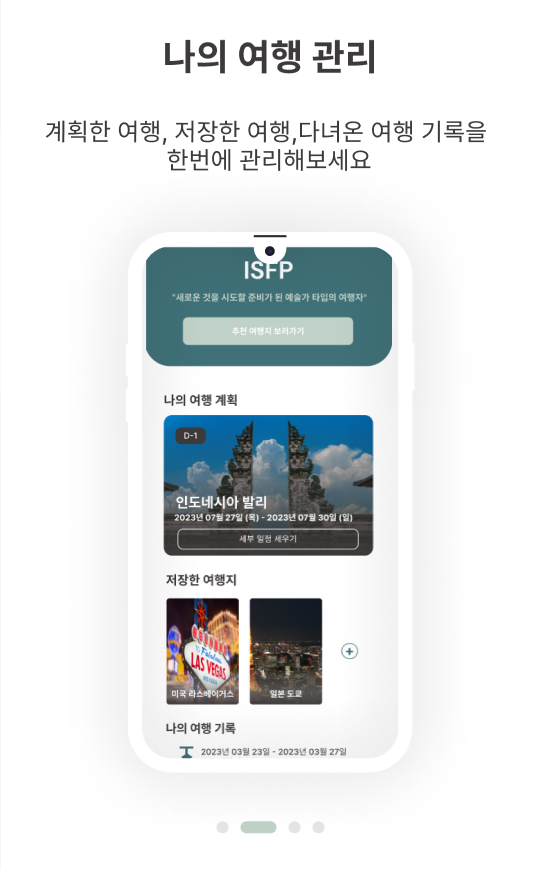 나의 여행 관리
계획한 여행, 저장한 여행,다녀온 여행 기록을
한번에 관리해보세요
ISFP
"새로운 것을 시도할 준비가 된 예술가 타입의 여행자"
추천 여행지 보러가기
나의 여행 계획
D-1
인도네시아 발리
2023년 07월 27일 (목) - 2023년 07월 30일 (일)
세부 일정 세우기
저장한 여행지
Fabulous
LAS VEGAS
미국 라스베이거스
일본 도쿄
나의 여행 기록
2023년 03월 23일 - 2023년 03월 27일